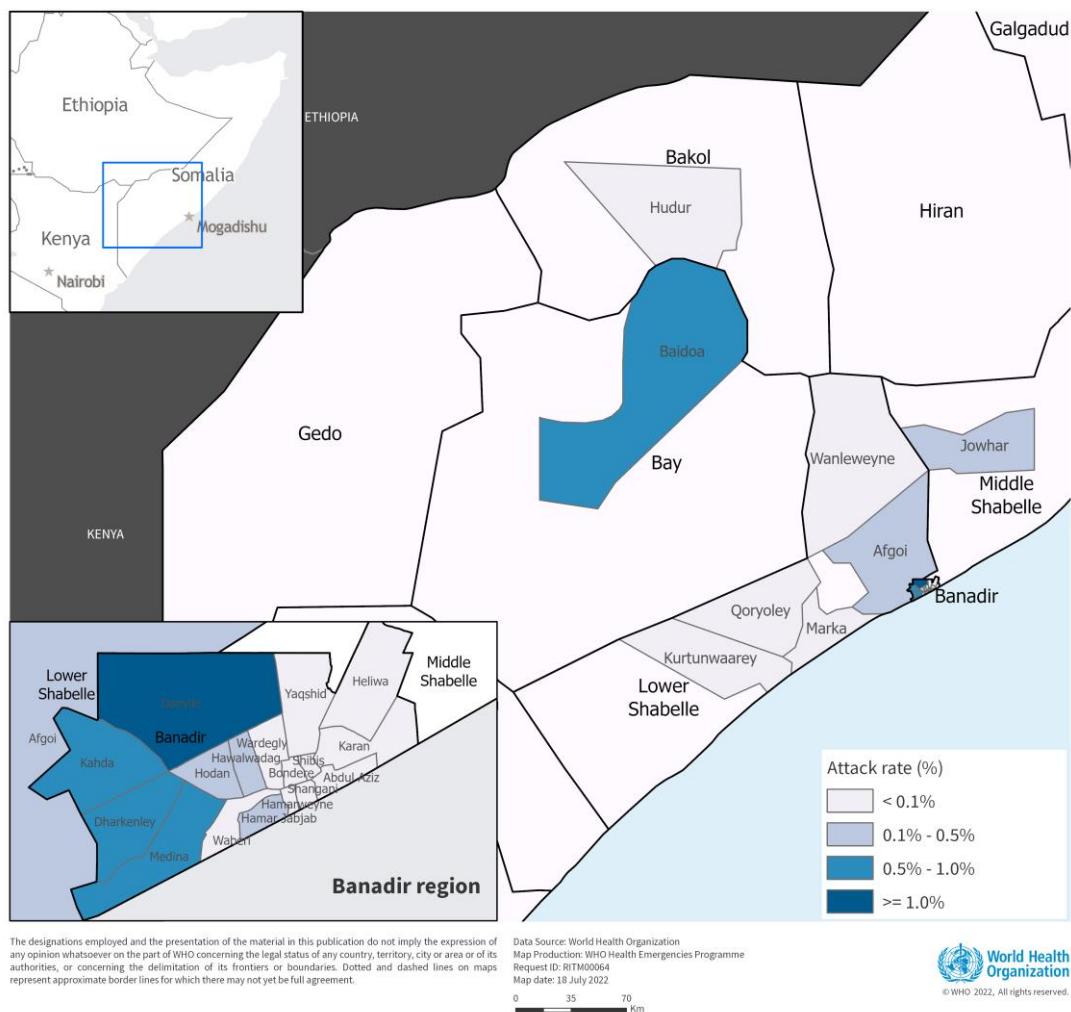 Ethiopia
Somalia
Mogadishu
Kenya
Nairobi
ETHIOPIA
Galgadud
Bakol
Hudur
Hiran
Baidoa
Gedo
Bay
Wanleweyne
Jowhar
Middle
Shabelle
KENYA
Afgoi
Banadir
Qoryoley
Marka
Kurtunwaarey
Lower
Shabelle
Lower
Shabelle
Middle
Shabelle
Heliwa
Yaqshid
Banadir
Afgoi
Kahda
Wardegly
Hawalwadag
Karan
Hodan
Shibis
Bondere
Abdul Aziz
Shangani
Hamarweyne
Hamar Jabjab
Dharkenley
Waberi
Medina
Banadir region
Attack rate (%)
< 0.1%
0.1% - 0.5%
0.5% - 1.0%
>= 1.0%
The designations employed and the presentation of the material in this publication do not imply the expression of
any opinion whatsoever on the part of WHO concerning the legal status of any country, territory, city or area or of its
authorities, or concerning the delimitation of its frontiers or boundaries. Dotted and dashed lines on maps
represent approximate border lines for which there may not yet be full agreement.
Data Source: World Health Organization
Map Production: WHO Health Emergencies Programme
Request ID: RITM00064
Map date: 18 July 2022
0 35 70
Km
World Health
Organization
© WHO 2022, All rights reserved.